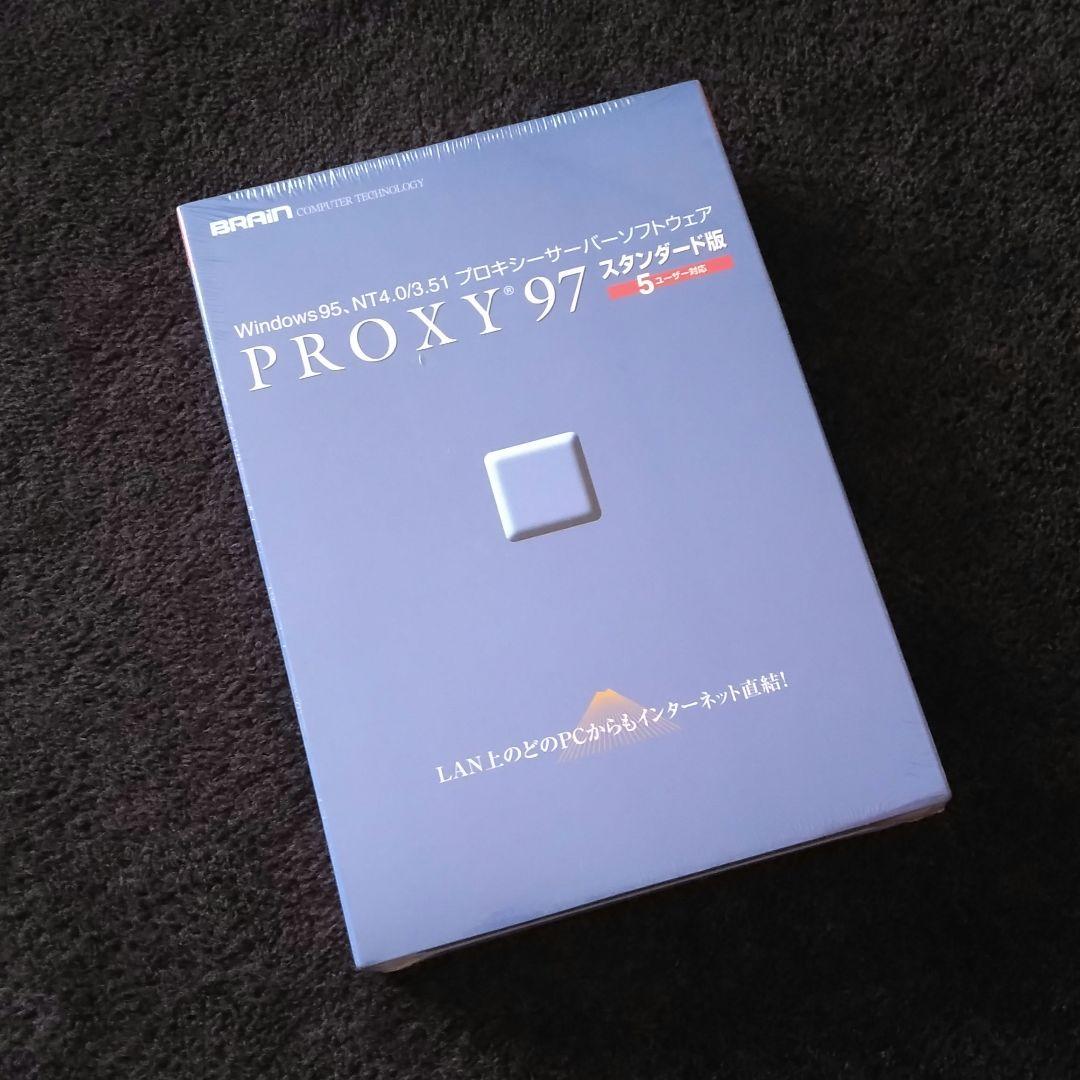 BRAIN COMPUTER TECHNOLOGY
Windows95、NT4.0/3.51 プロキシーサーバーソフトウェア
PROXY® 97 スタンダード版
5ユーザー対応
LAN上のどのPCからもインターネット直結!